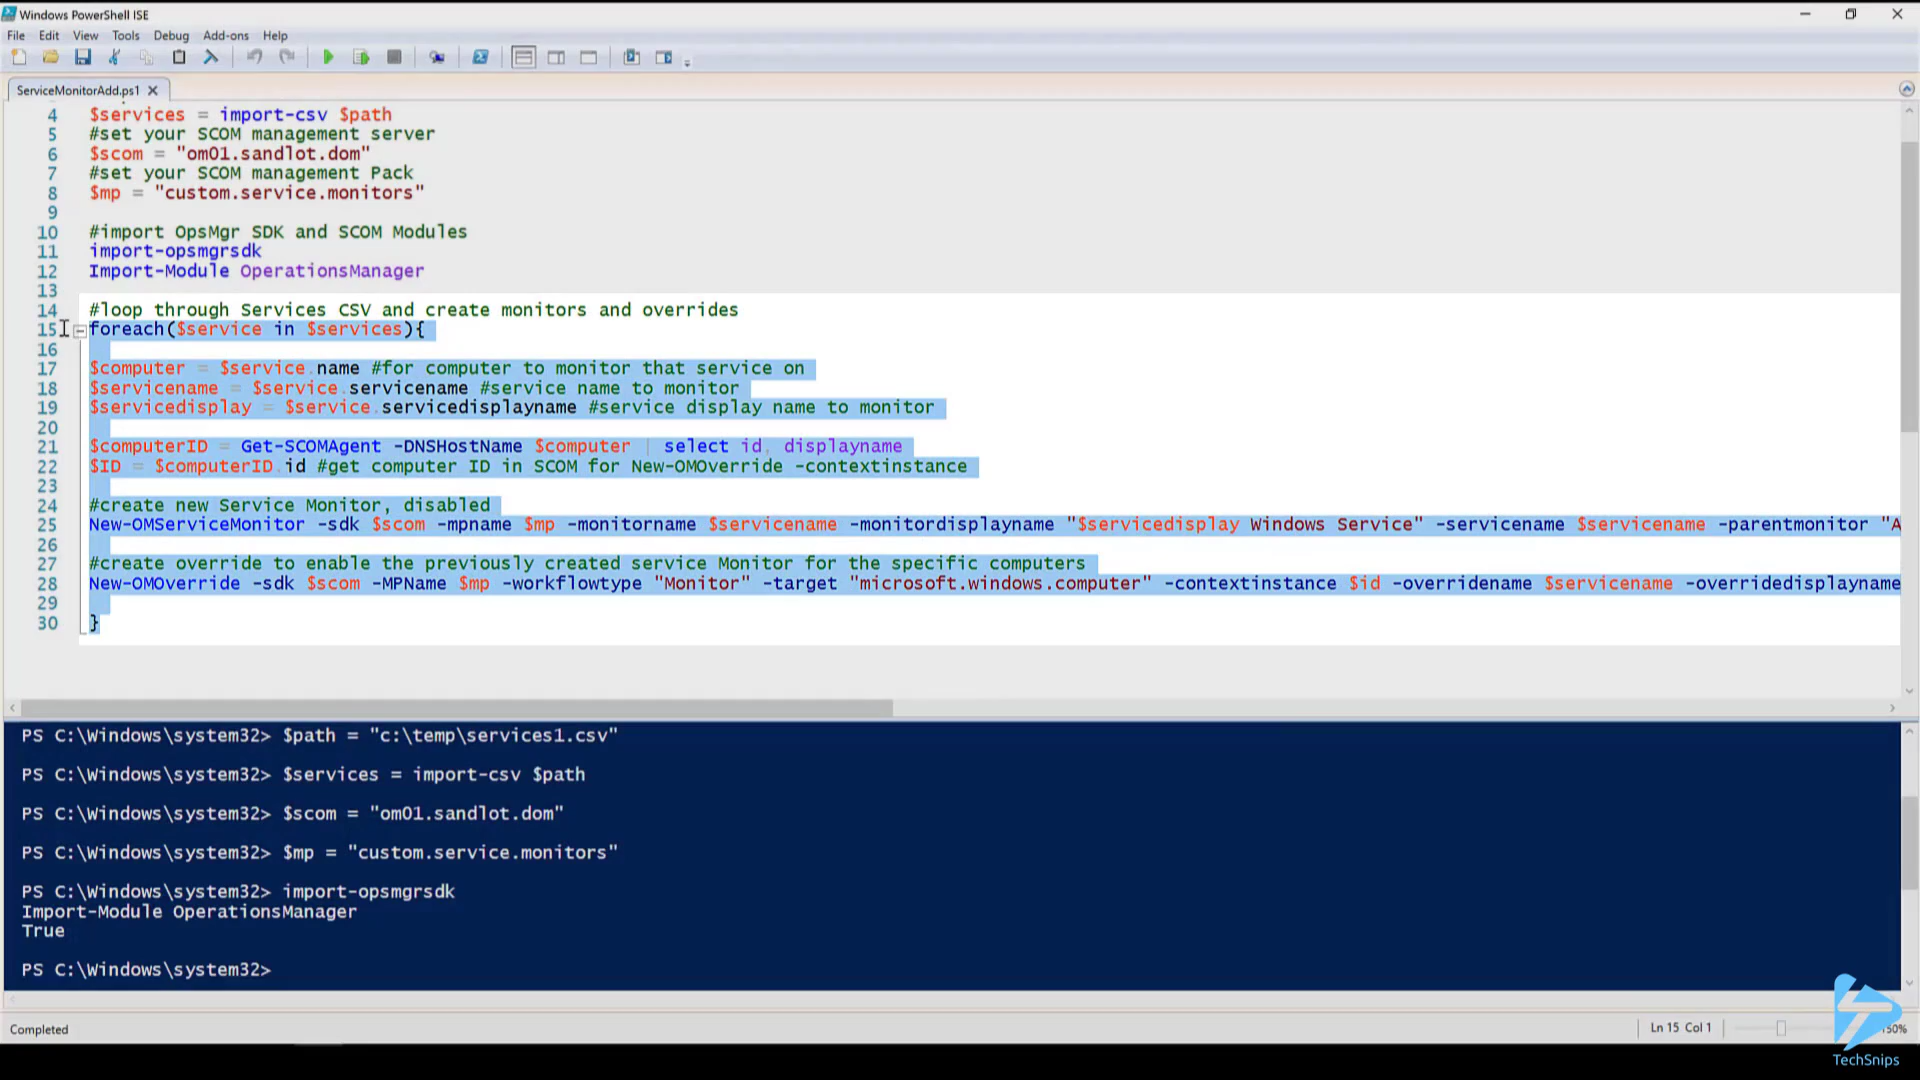 Windows PowerShell ISE
File Edit View Tools Debug Add-ons Help
ServiceMonitorAdd.ps1
4 $services = import-csv $path
5 #set your SCOM management server
6 $scom = "om01.sandlot.dom"
7 #set your SCOM management Pack
8 $mp = "custom.service.monitors"
9
10 #import OpsMgr SDK and SCOM Modules
11 import-opsmgrsdk
12 Import-Module OperationsManager
13
14 #loop through Services CSV and create monitors and overrides
15 foreach($service in $services){
16
17 $computer = $service.name #for computer to monitor that service on
18 $servicename = $service.servicename #service name to monitor
19 $servicedisplay = $service.servicedisplayname #service display name to monitor
20
21 $computerID = Get-SCOMAgent -DNSHostName $computer | select id, displayname
22 $ID = $computerID.id #get computer ID in SCOM for New-OMOverride -contextinstance
23
24 #create new Service Monitor, disabled
25 New-OMServiceMonitor -sdk $scom -mpname $mp -monitorname $servicename -monitordisplayname "$servicedisplay Windows Service" -servicename $servicename -parentmonitor "A
26
27 #create override to enable the previously created service Monitor for the specific computers
28 New-OMOverride -sdk $scom -MPName $mp -workflowtype "Monitor" -target "microsoft.windows.computer" -contextinstance $id -overridename $servicename -overridedisplayname
29
30 }
PS C:\Windows\system32> $path = "c:\temp\services1.csv"
PS C:\Windows\system32> $services = import-csv $path
PS C:\Windows\system32> $scom = "om01.sandlot.dom"
PS C:\Windows\system32> $mp = "custom.service.monitors"
PS C:\Windows\system32> import-opsmgrsdk
Import-Module OperationsManager
True
PS C:\Windows\system32>
Completed
Ln 15 Col 1
TechSnips